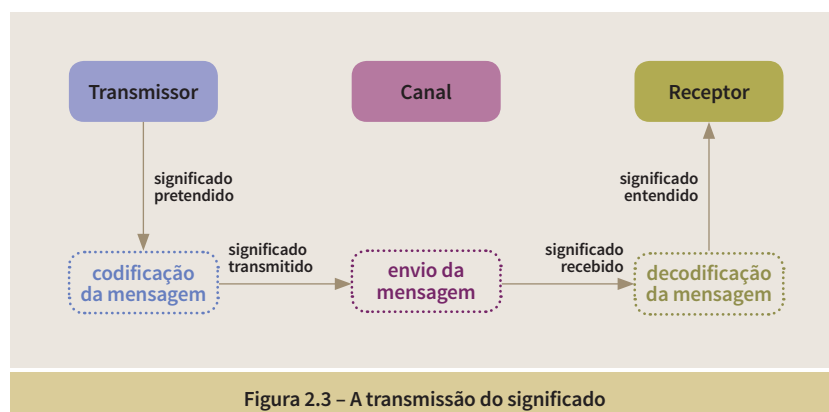 Transmissor
Canal
Receptor
significado
pretendido
significado
entendido
codificação
da mensagem
significado
transmitido
envio da
mensagem
significado
recebido
decodificação
da mensagem
Figura 2.3 – A transmissão do significado